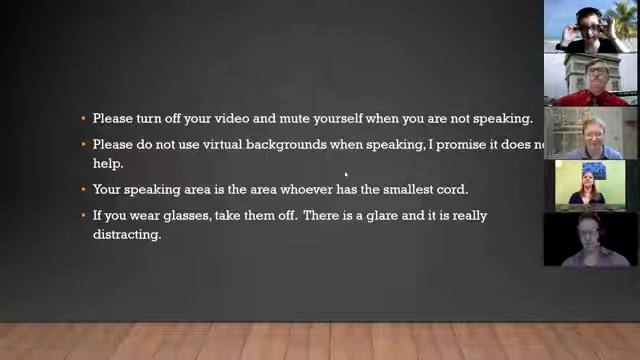 Please turn off your video and mute yourself when you are not speaking.
Please do not use virtual backgrounds when speaking, I promise it does
help.
Your speaking area is the area whoever has the smallest cord.
If you wear glasses, take them off. There is a glare and it is really
distracting.